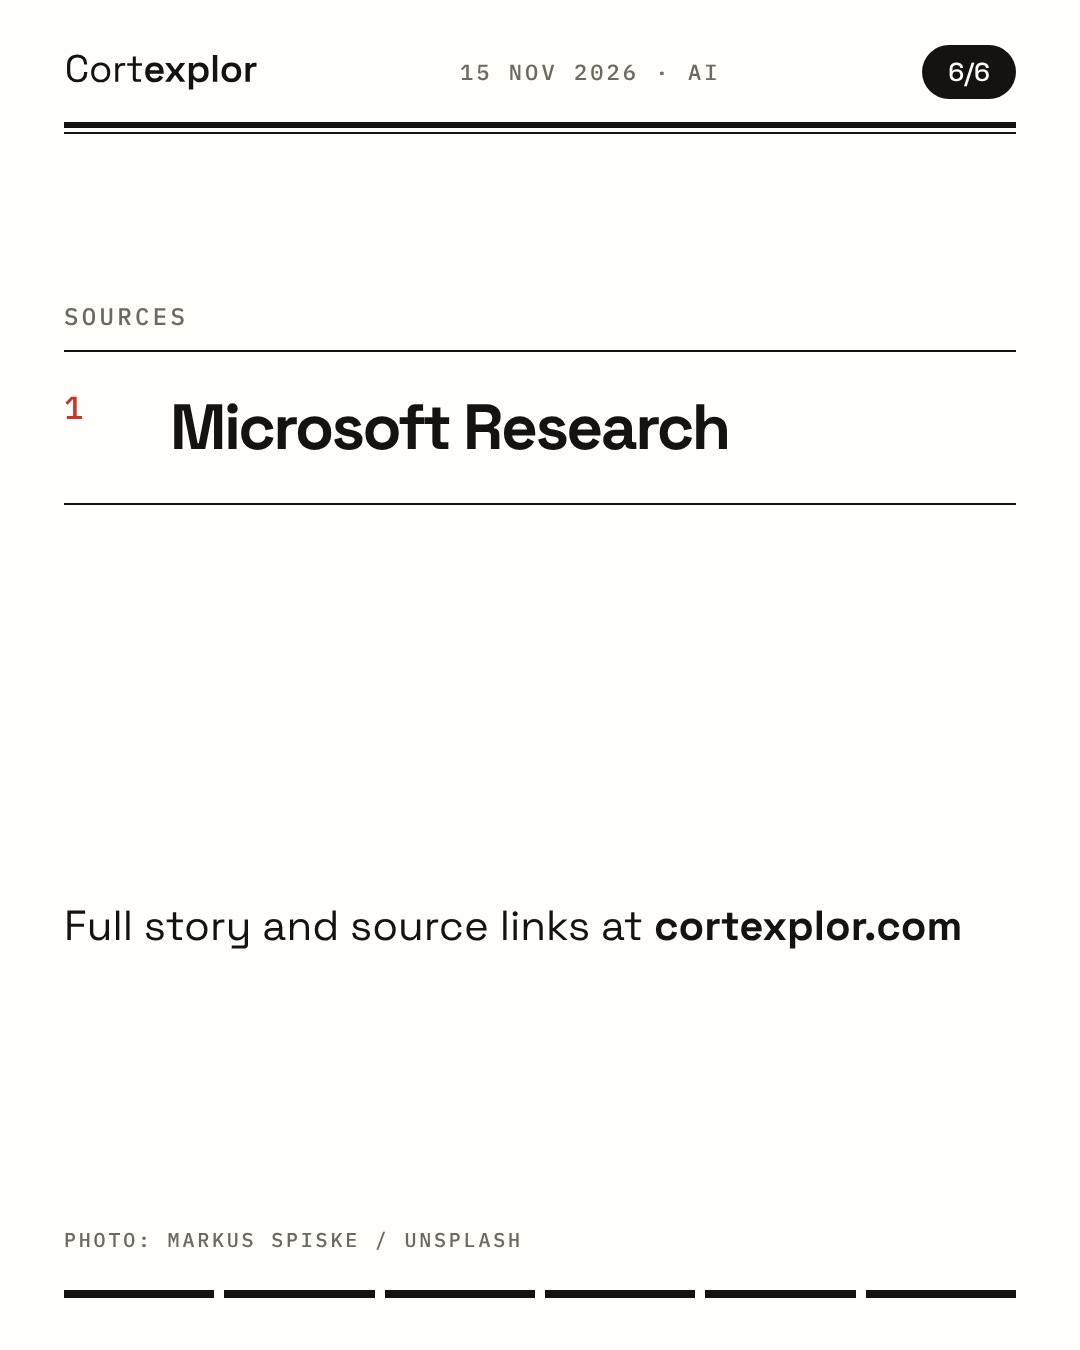 Cortexplor
15 NOV 2026 · AI
6/6
SOURCES
1
Microsoft Research
Full story and source links at cortexplor.com
PHOTO: MARKUS SPISKE / UNSPLASH